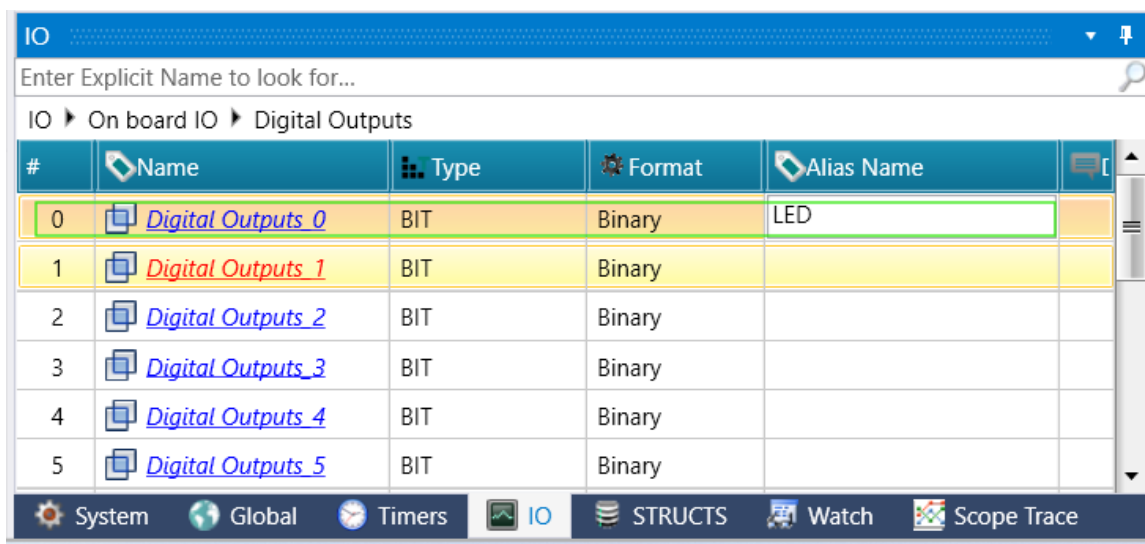 IO
Enter Explicit Name to look for...
IO On board IO Digital Outputs
# Name Type Format Alias Name
0 Digital Outputs_0 BIT Binary LED
1 Digital Outputs_1 BIT Binary
2 Digital Outputs_2 BIT Binary
3 Digital Outputs_3 BIT Binary
4 Digital Outputs_4 BIT Binary
5 Digital Outputs_5 BIT Binary
System Global Timers IO STRUCTS Watch Scope Trace